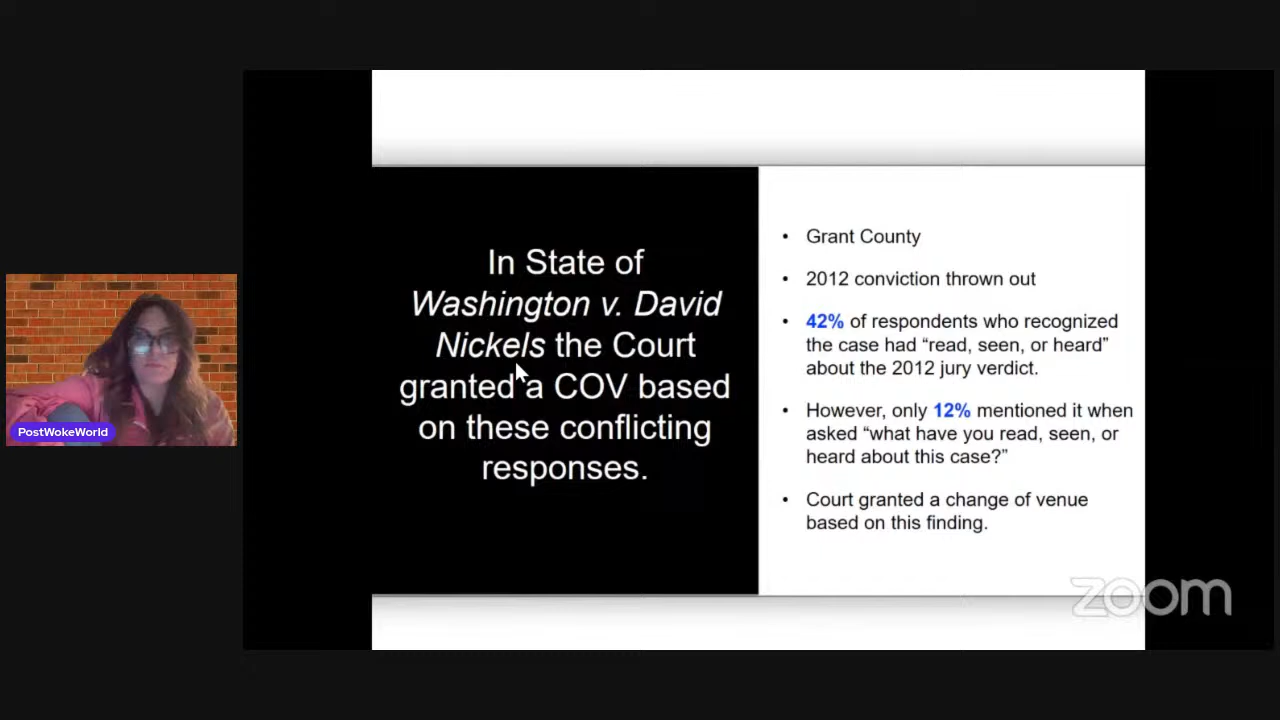 In State of
Washington v. David
Nickels the Court
granted a COV based
on these conflicting
responses.
• Grant County
• 2012 conviction thrown out
• 42% of respondents who recognized
the case had “read, seen, or heard”
about the 2012 jury verdict.
• However, only 12% mentioned it when
asked “what have you read, seen, or
heard about this case?”
• Court granted a change of venue
based on this finding.
PostWokeWorld
zoom